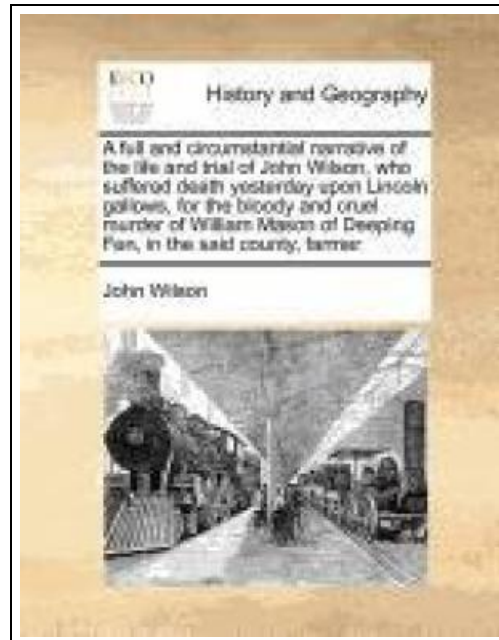 ECCO
History and Geography
A full and circumstantial narrative of
the life and trial of John Wilson, who
suffered death yesterday upon Lincoln
gallows, for the bloody and cruel
murder of William Mason of Deeping
Fen, in the said county, farmer
John Wilson